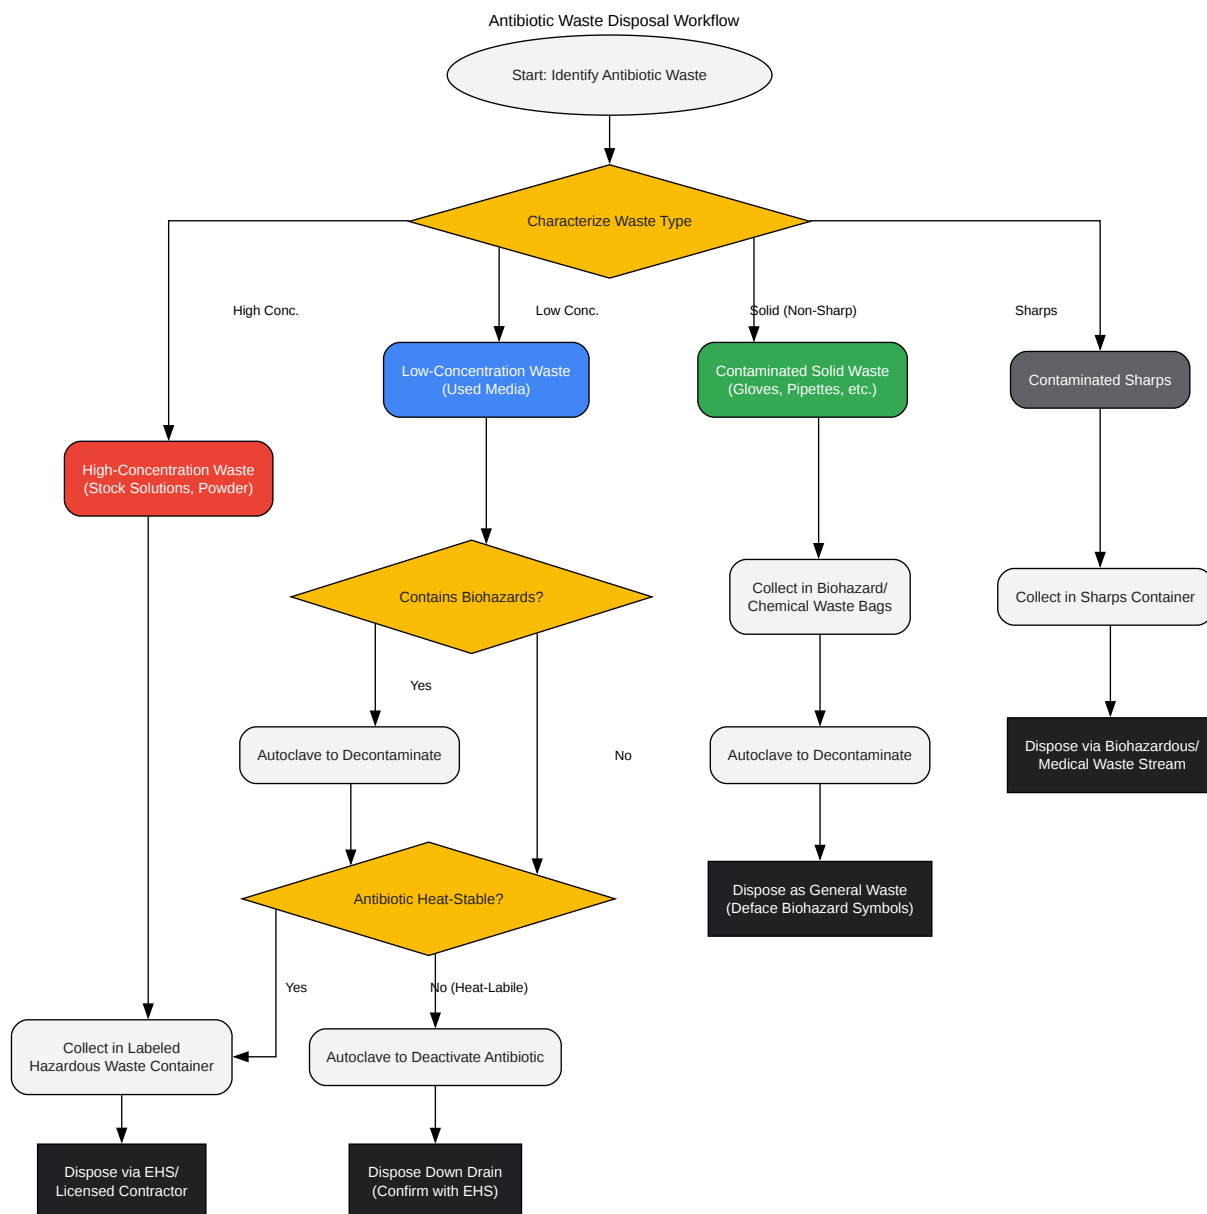 Antibiotic Waste Disposal Workflow
Start: Identify Antibiotic Waste
Characterize Waste Type
High Conc.
Low Conc.
Solid (Non-Sharp)
Sharps
Low-Concentration Waste
(Used Media)
Contaminated Solid Waste
(Gloves, Pipettes, etc.)
Contaminated Sharps
High-Concentration Waste
(Stock Solutions, Powder)
Contains Biohazards?
Collect in Biohazard/
Chemical Waste Bags
Collect in Sharps Container
Yes
No
Autoclave to Decontaminate
Autoclave to Decontaminate
Dispose via Biohazardous/
Medical Waste Stream
Antibiotic Heat-Stable?
Dispose as General Waste
(Deface Biohazard Symbols)
Yes
No (Heat-Labile)
Collect in Labeled
Hazardous Waste Container
Autoclave to Deactivate Antibiotic
Dispose via EHS/
Licensed Contractor
Dispose Down Drain
(Confirm with EHS)